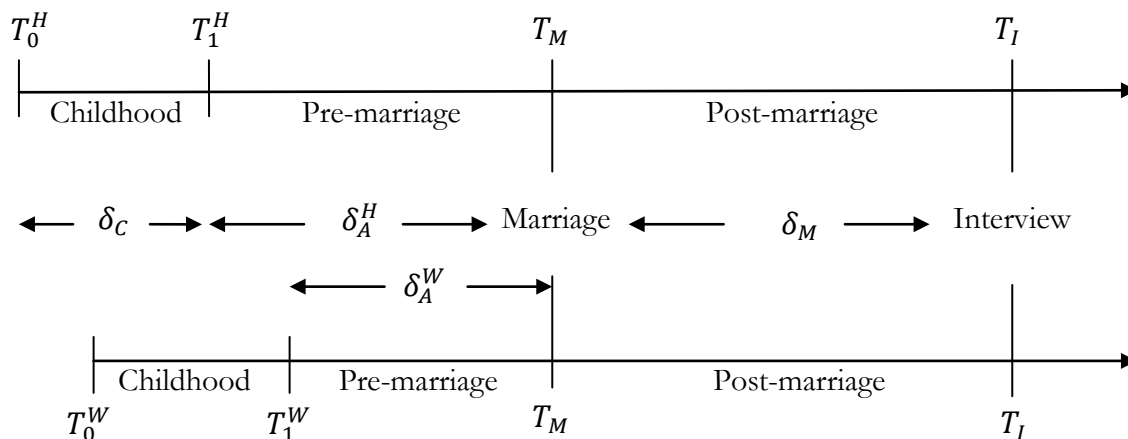 T_0^H T_1^H T_M T_I
Childhood Pre-marriage Post-marriage
δ_C δ_A^H Marriage δ_M Interview
δ_A^W
Childhood Pre-marriage Post-marriage
T_0^W T_1^W T_M T_I